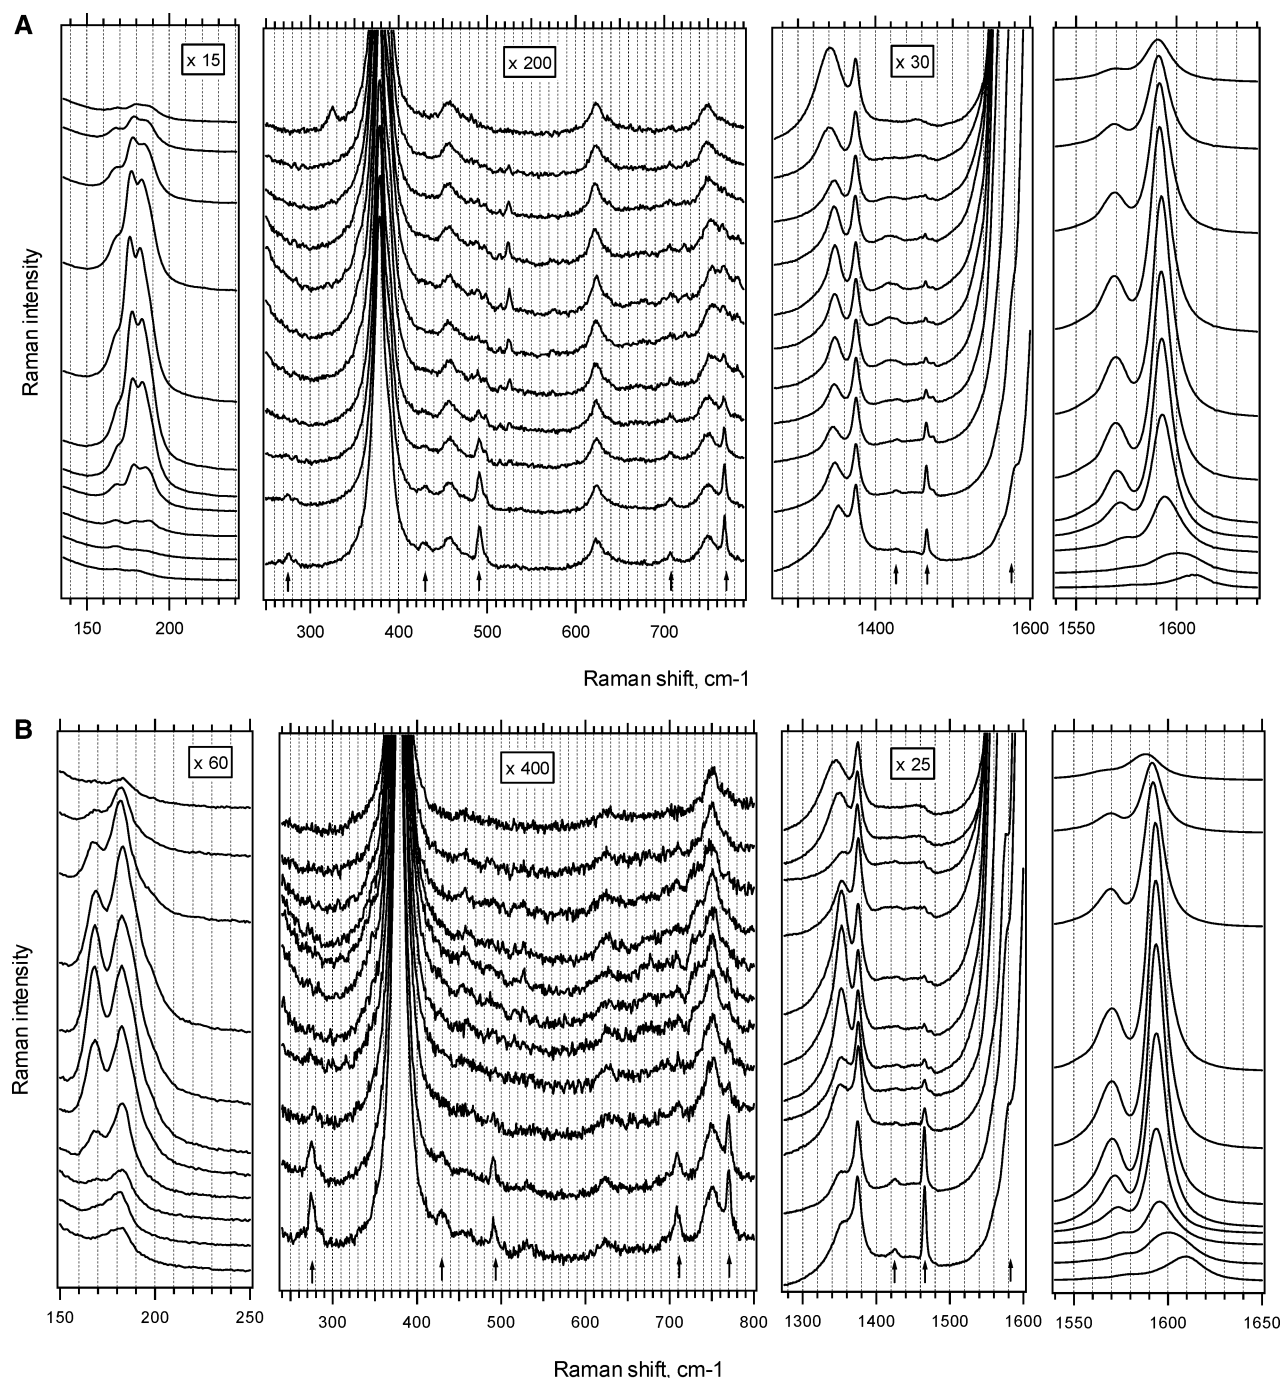 A
x 15
x 200
x 30
Raman intensity
150 200
300 400 500 600 700
1400 1600
1550 1600
Raman shift, cm-1
B
x 60
x 400
x 25
Raman intensity
150 200 250
300 400 500 600 700 800
1300 1400 1500 1600
1550 1600 1650
Raman shift, cm-1